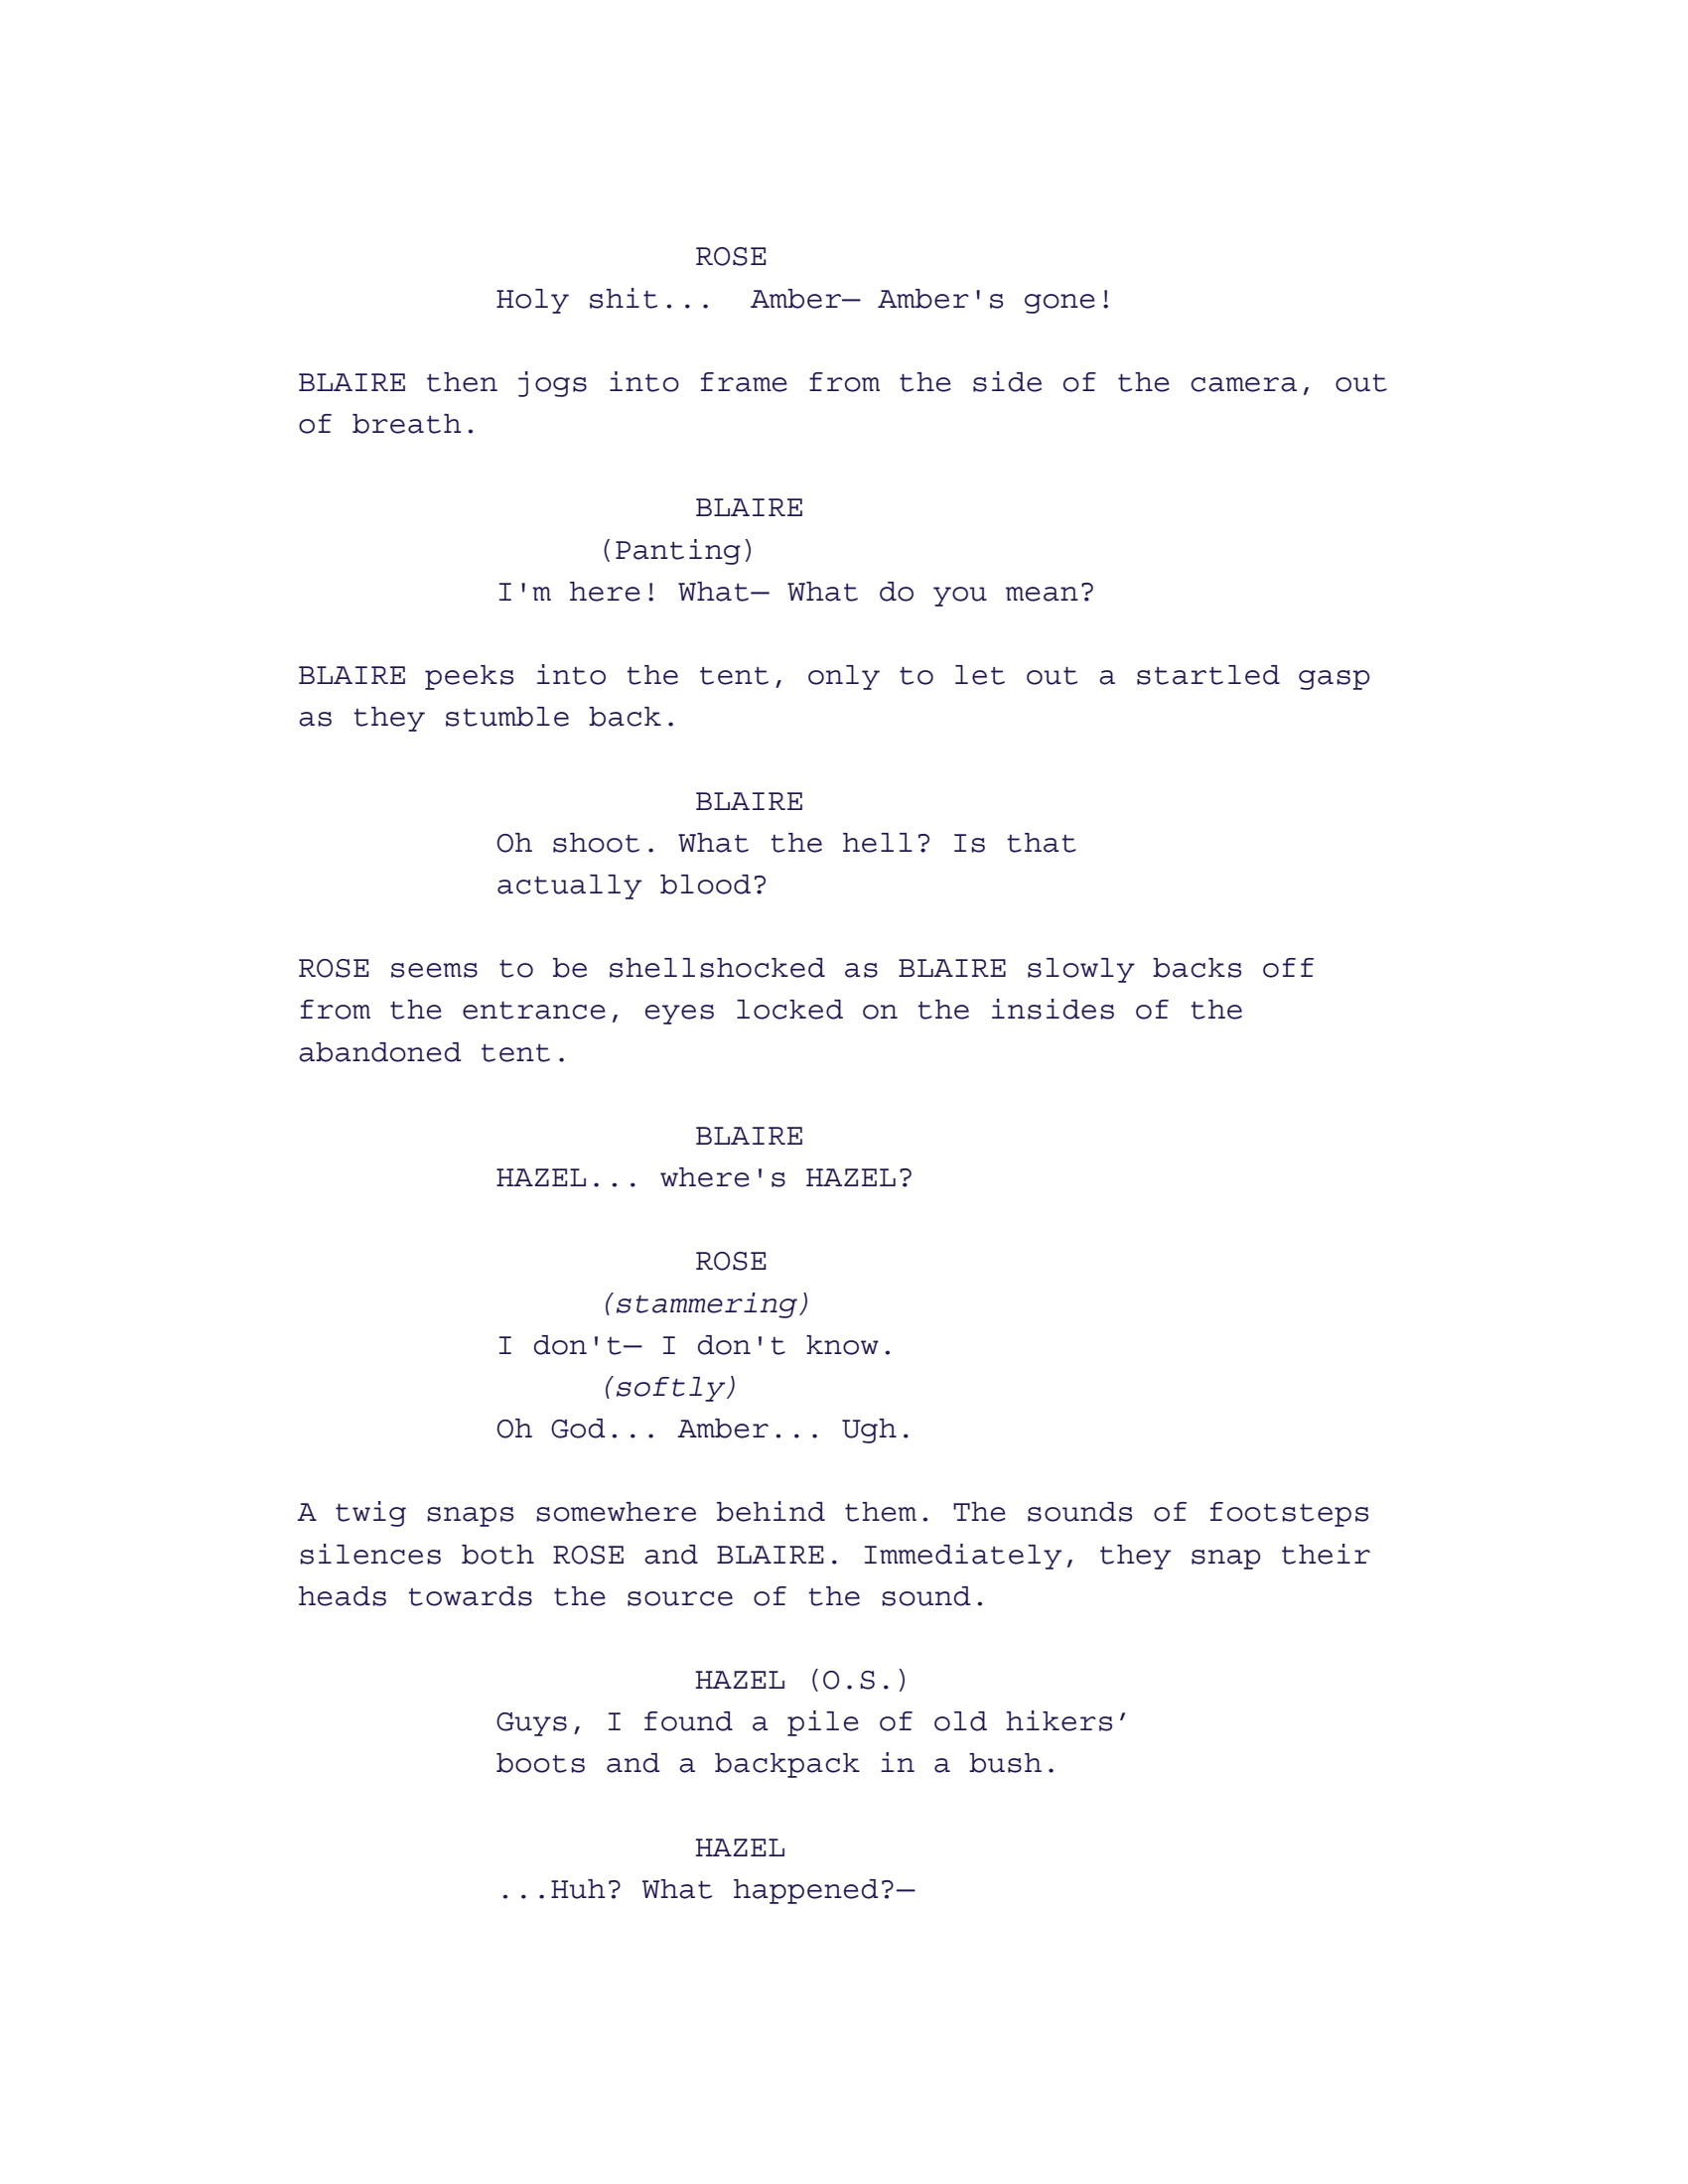 ROSE
Holy shit...  Amber— Amber's gone!
BLAIRE then jogs into frame from the side of the camera, out
of breath.
BLAIRE
(Panting)
I'm here! What— What do you mean?
BLAIRE peeks into the tent, only to let out a startled gasp
as they stumble back.
BLAIRE
Oh shoot. What the hell? Is that
actually blood?
ROSE seems to be shellshocked as BLAIRE slowly backs off
from the entrance, eyes locked on the insides of the
abandoned tent.
BLAIRE
HAZEL... where's HAZEL?
ROSE
(stammering)
I don't— I don't know.
(softly)
Oh God... Amber... Ugh.
A twig snaps somewhere behind them. The sounds of footsteps
silences both ROSE and BLAIRE. Immediately, they snap their
heads towards the source of the sound.
HAZEL (O.S.)
Guys, I found a pile of old hikers’
boots and a backpack in a bush.
HAZEL
...Huh? What happened?—